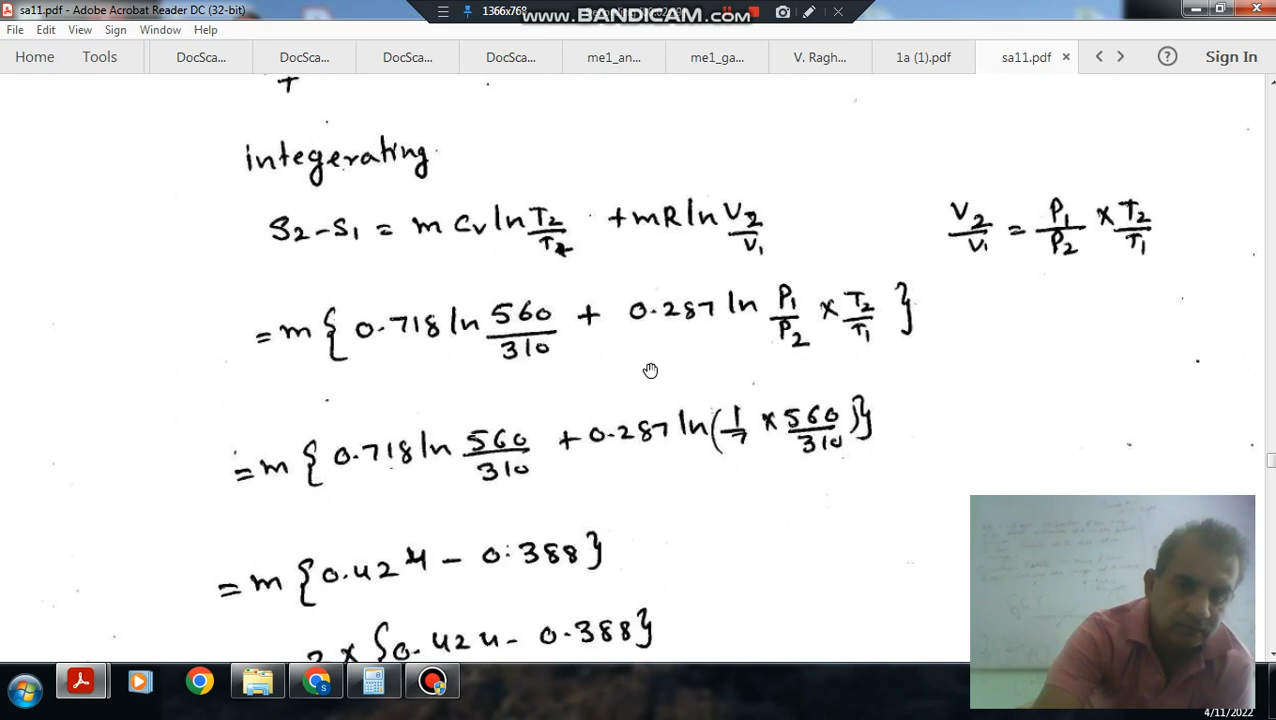 sa11.pdf - Adobe Acrobat Reader DC (32-bit)
1366x768
www.BANDICAM.com
File Edit View Sign Window Help
Home Tools DocSca... DocSca... DocSca... DocSca... me1_an... me1_ga... V. Ragh... 1a (1).pdf sa11.pdf × Sign In
T
integerating
S2-S1 = m Cv ln T2/T2 + mR ln V2/V1
V2/V1 = P1/P2 × T2/T1
= m { 0.718 ln 560/310 + 0.287 ln P1/P2 × T2/T1 }
= m { 0.718 ln 560/310 + 0.287 ln (1/7 × 560/310) }
= m { 0.424 - 0.388 }
2 × { 0.424 - 0.388 }
4/11/2022